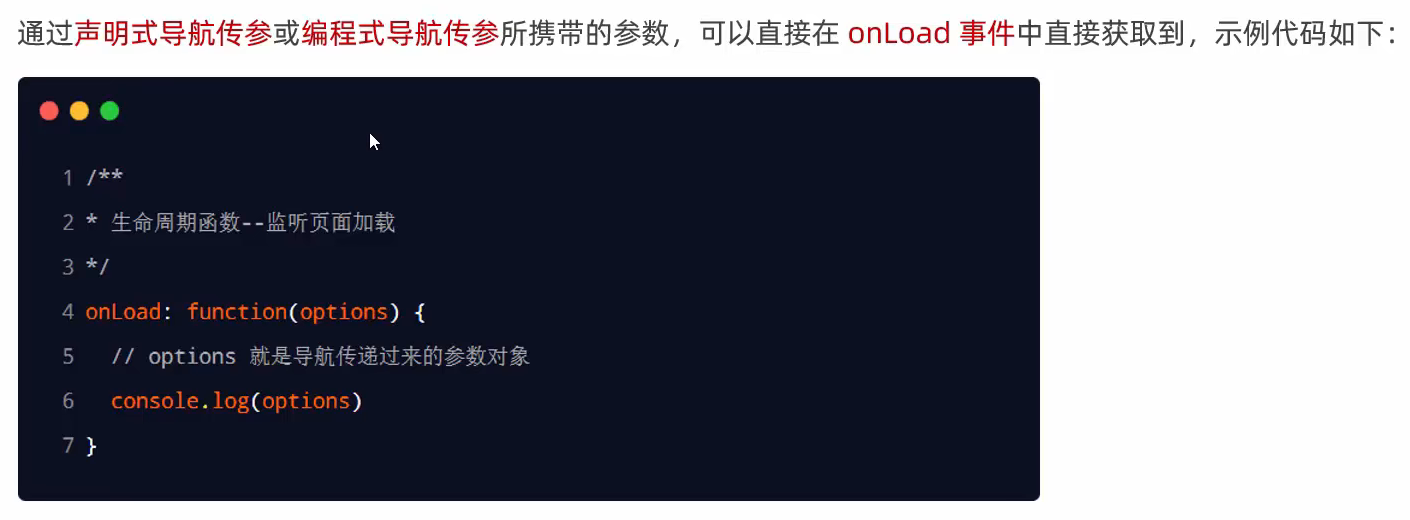 通过声明式导航传参或编程式导航传参所携带的参数，可以直接在 onLoad 事件中直接获取到，示例代码如下：
1 /**
2 * 生命周期函数--监听页面加载
3 */
4 onLoad: function(options) {
5   // options 就是导航传递过来的参数对象
6   console.log(options)
7 }